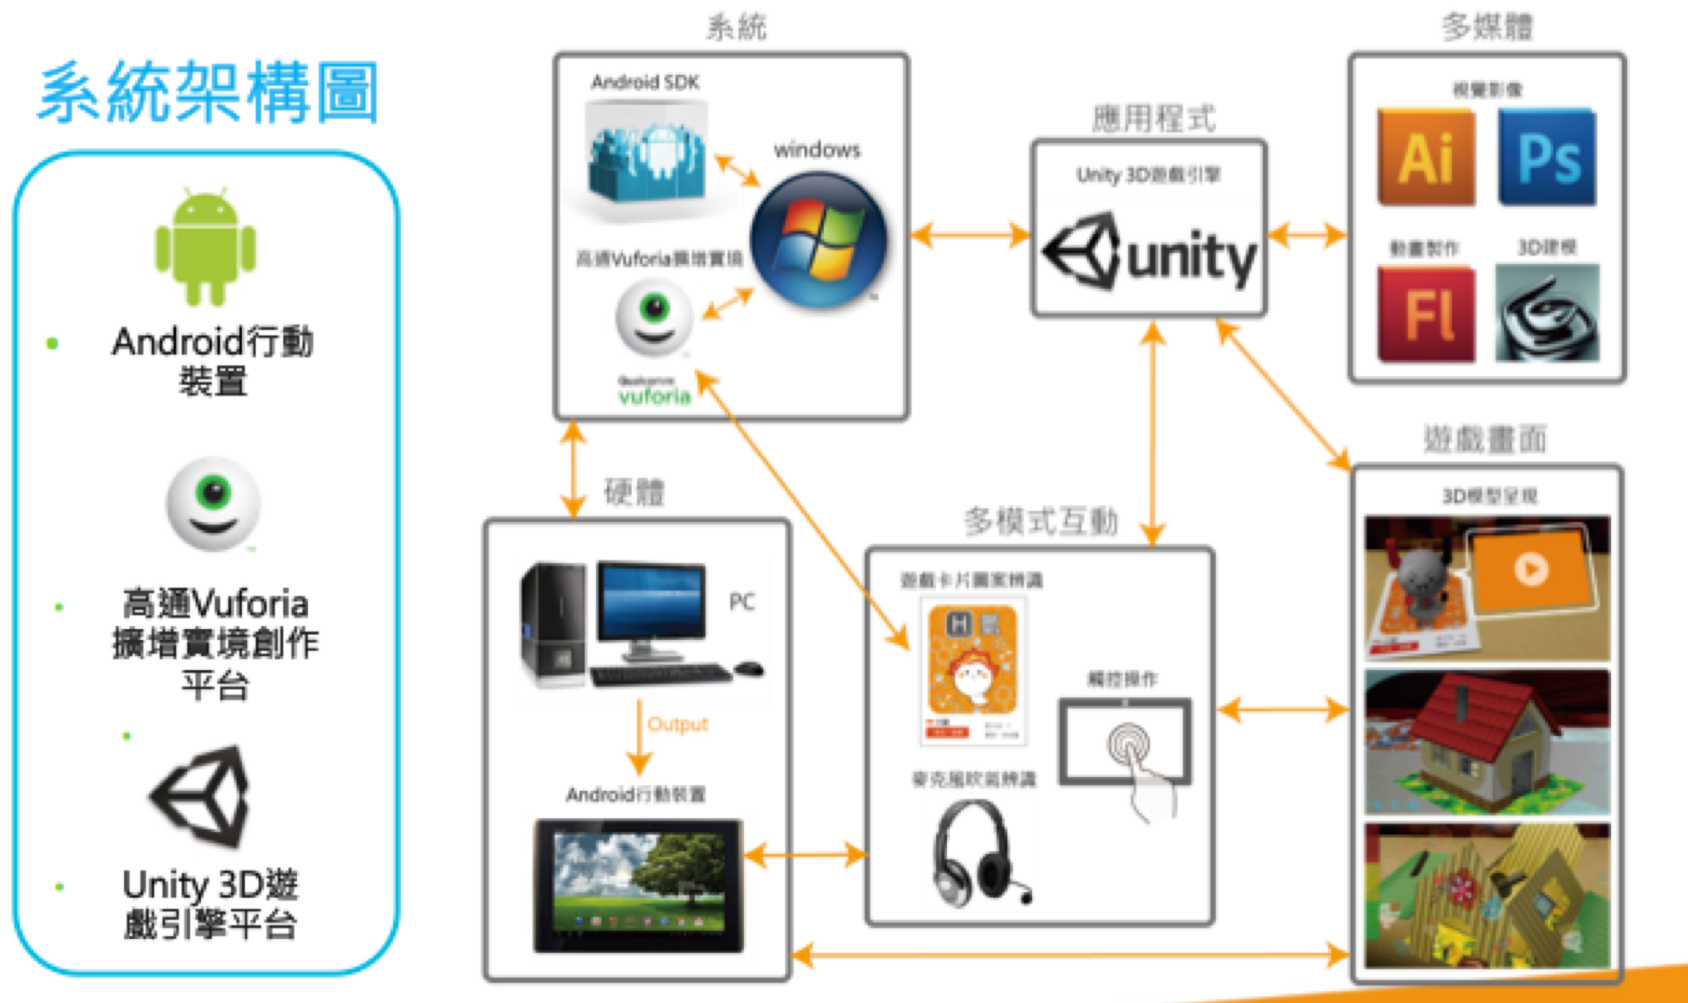 系統架構圖
Android行動
裝置
高通Vuforia
擴增實境創作
平台
Unity 3D遊
戲引擎平台
系統
Android SDK
windows
高通Vuforia擴增實境
Qualcomm
vuforia
應用程式
Unity 3D遊戲引擎
unity
多媒體
視覺影像
Ai
Ps
動畫製作
3D建模
Fl
硬體
PC
Output
Android行動裝置
多模式互動
遊戲卡片圖案辨識
H
觸控操作
麥克風吹氣辨識
遊戲畫面
3D模型呈現